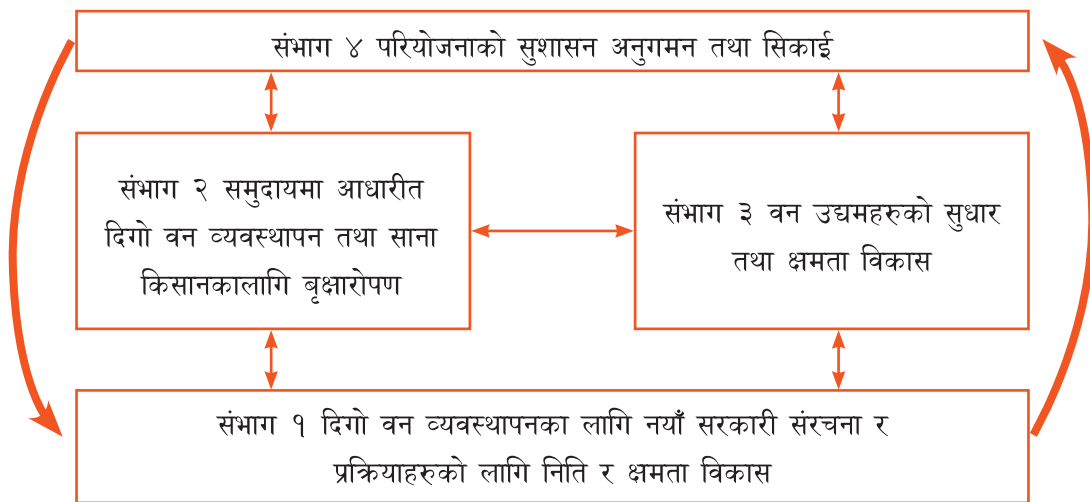 संभाग ४ परियोजनाको सुशासन अनुगमन तथा सिकाई
संभाग २ समुदायमा आधारीत
दिगो वन व्यवस्थापन तथा साना
किसानकालागि बृक्षारोपण
संभाग ३ वन उद्यमहरुको सुधार
तथा क्षमता विकास
संभाग १ दिगो वन व्यवस्थापनका लागि नयाँ सरकारी संरचना र
प्रक्रियाहरुको लागि निति र क्षमता विकास